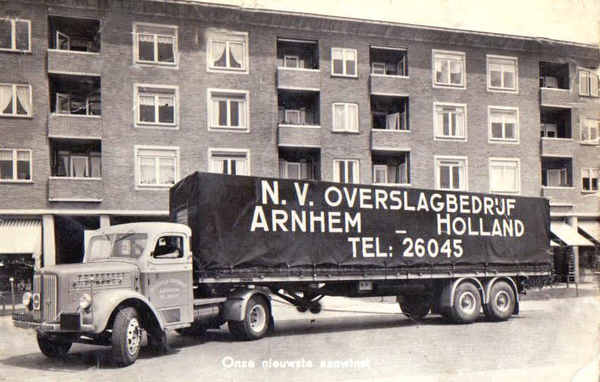 N.V. OVERSLAGBEDRIJF
ARNHEM - HOLLAND
TEL: 26045
Onze nieuwste aanwinst